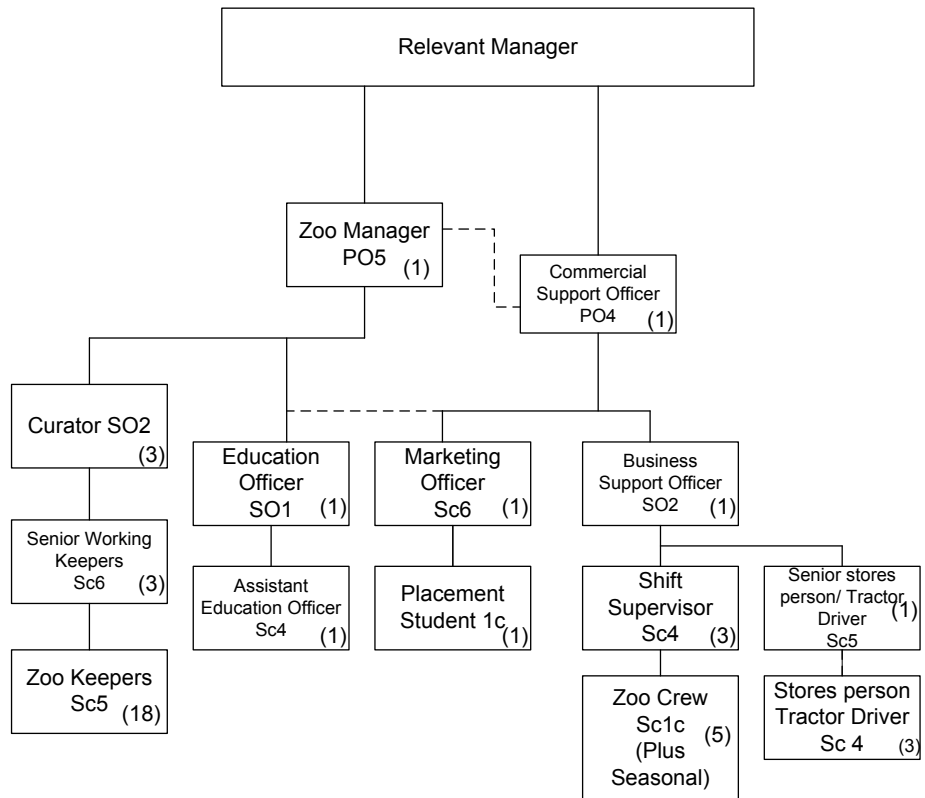 Relevant Manager
Zoo Manager
PO5
(1)
Commercial
Support Officer
PO4
(1)
Curator SO2
(3)
Education
Officer
SO1
(1)
Marketing
Officer
Sc6
(1)
Business
Support Officer
SO2
(1)
Senior Working
Keepers
Sc6
(3)
Assistant
Education Officer
Sc4
(1)
Placement
Student 1c
(1)
Shift
Supervisor
Sc4
(3)
Senior stores
person/ Tractor
Driver
Sc5
(1)
Zoo Keepers
Sc5
(18)
Zoo Crew
Sc1c
(Plus
Seasonal)
(5)
Stores person
Tractor Driver
Sc 4
(3)